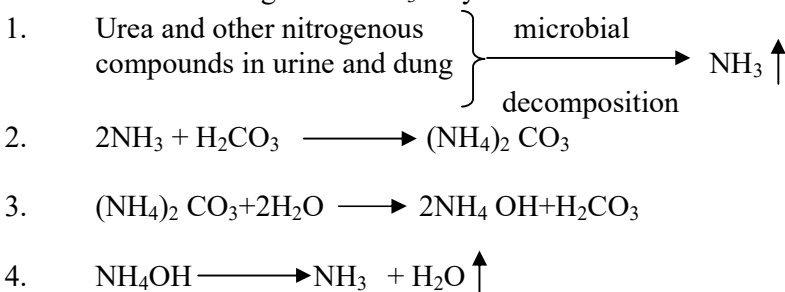 1. Urea and other nitrogenous microbial
compounds in urine and dung NH₃ ↑
decomposition
2. 2NH₃ + H₂CO₃ ⟶ (NH₄)₂ CO₃
3. (NH₄)₂ CO₃+2H₂O ⟶ 2NH₄ OH+H₂CO₃
4. NH₄OH ⟶ NH₃ + H₂O ↑